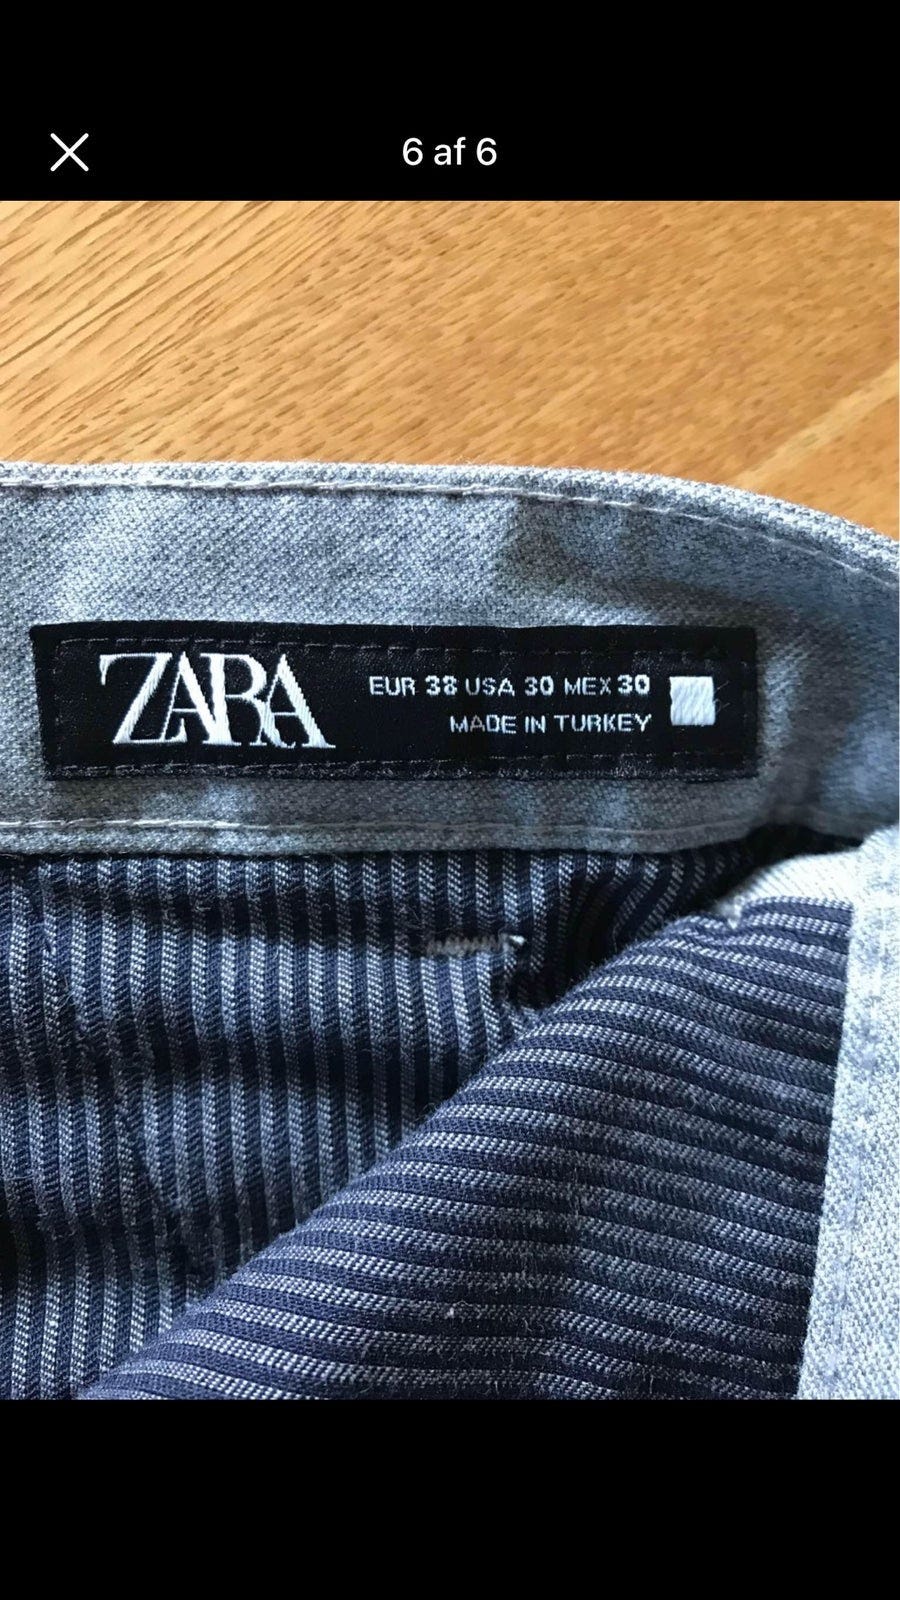 6 af 6
ZARA
EUR 38 USA 30 MEX 30
MADE IN TURKEY